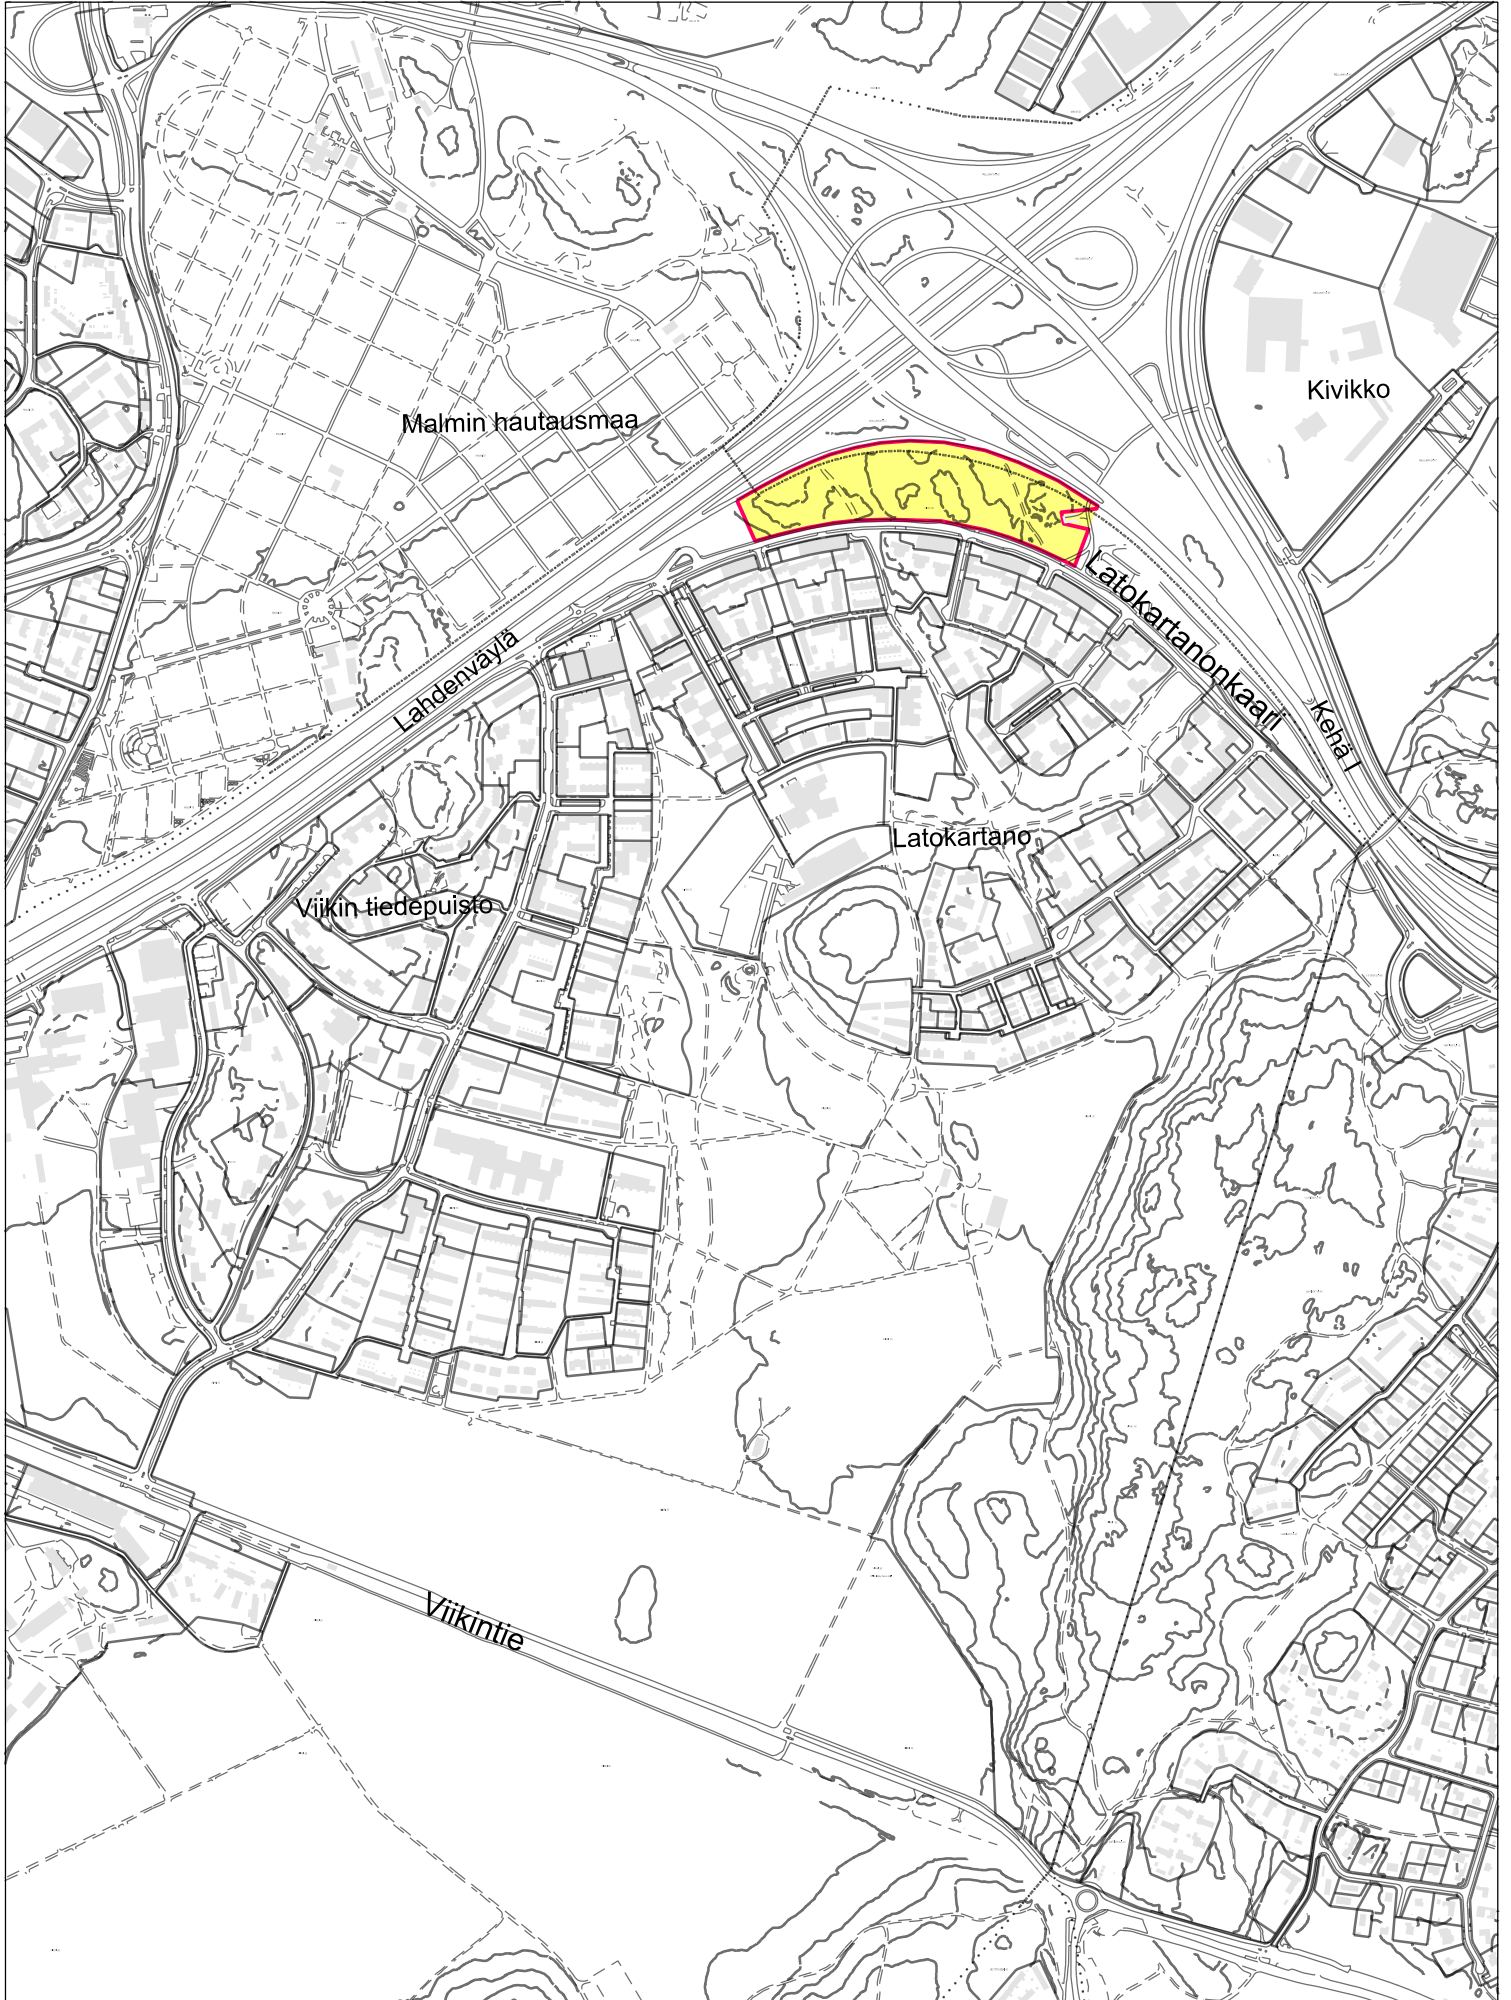 Kivikko
Malmin hautausmaa
Latokartanonkaari
Lahdenväylä
Kehä I
Latokartano
Viikin tiedepuisto
Viikintie